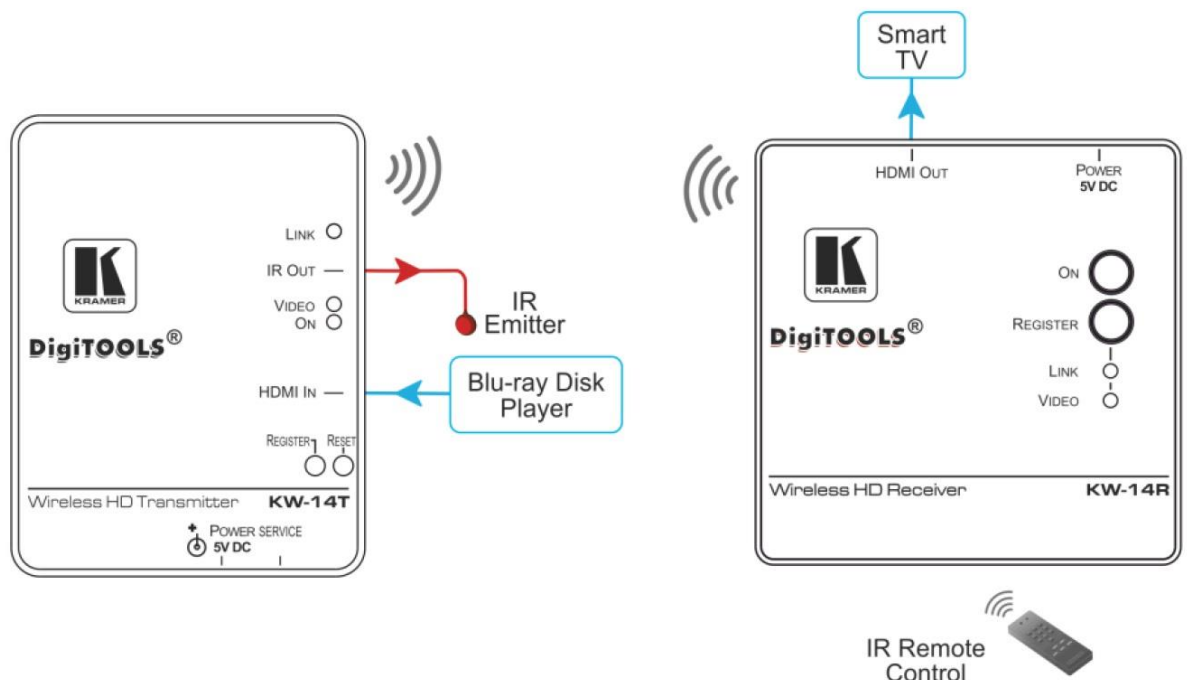 Smart
TV
LINK
IR OUT
VIDEO
ON
KRAMER
DigiTOOLS®
IR
Emitter
HDMI IN
Blu-ray Disk
Player
REGISTER RESET
Wireless HD Transmitter KW-14T
+ POWER SERVICE
5V DC
HDMI OUT
POWER
5V DC
KRAMER
DigiTOOLS®
ON
REGISTER
LINK
VIDEO
Wireless HD Receiver KW-14R
IR Remote
Control